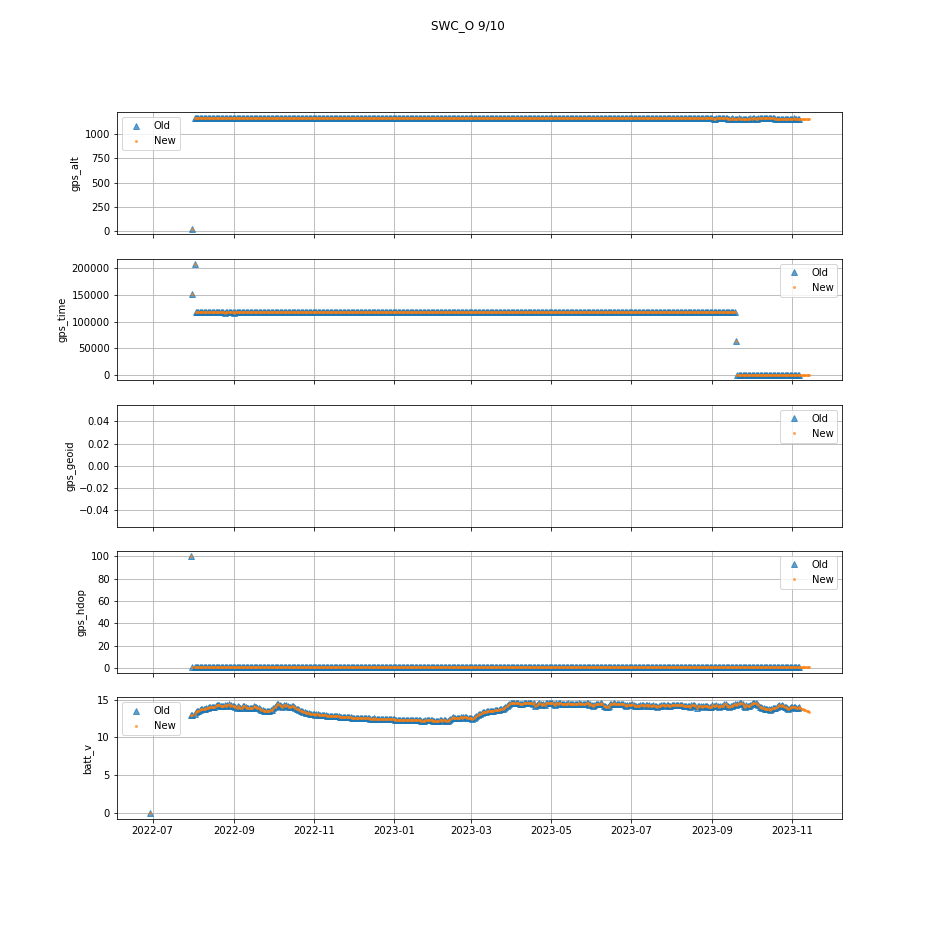 SWC_O 9/10
gps_alt
1000
750
500
250
0
Old
New
gps_time
200000
150000
100000
50000
0
Old
New
gps_geoid
0.04
0.02
0.00
−0.02
−0.04
Old
New
gps_hdop
100
80
60
40
20
0
Old
New
batt_v
15
10
5
0
Old
New
2022-07 2022-09 2022-11 2023-01 2023-03 2023-05 2023-07 2023-09 2023-11